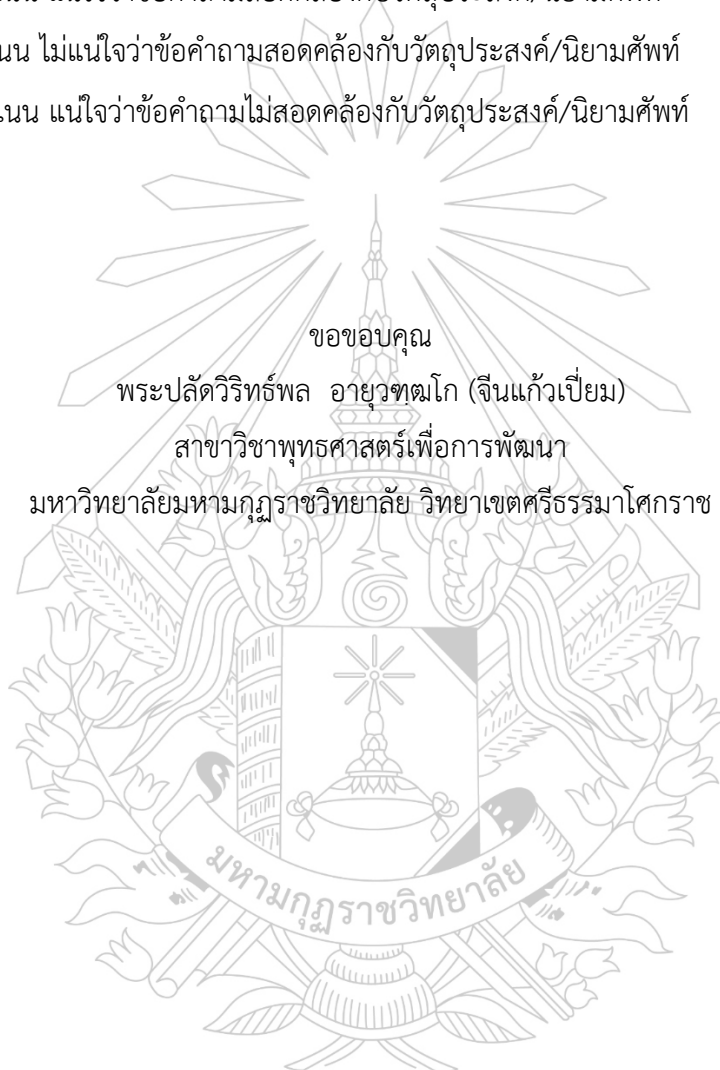 ไม่แน่ใจว่าข้อคำถามสอดคล้องกับวัตถุประสงค์/นิยามศัพท์
แน่ใจว่าข้อคำถามไม่สอดคล้องกับวัตถุประสงค์/นิยามศัพท์
ขอขอบคุณ
พระปลัดวิริทธ์พล อายุวฑฺฒโก (จีนแก้วเปี่ยม)
สาขาวิชาพุทธศาสตร์เพื่อการพัฒนา
มหาวิทยาลัยมหามกุฏราชวิทยาลัย วิทยาเขตศรีธรรมาโศกราช
มหามกุฏราชวิทยาลัย